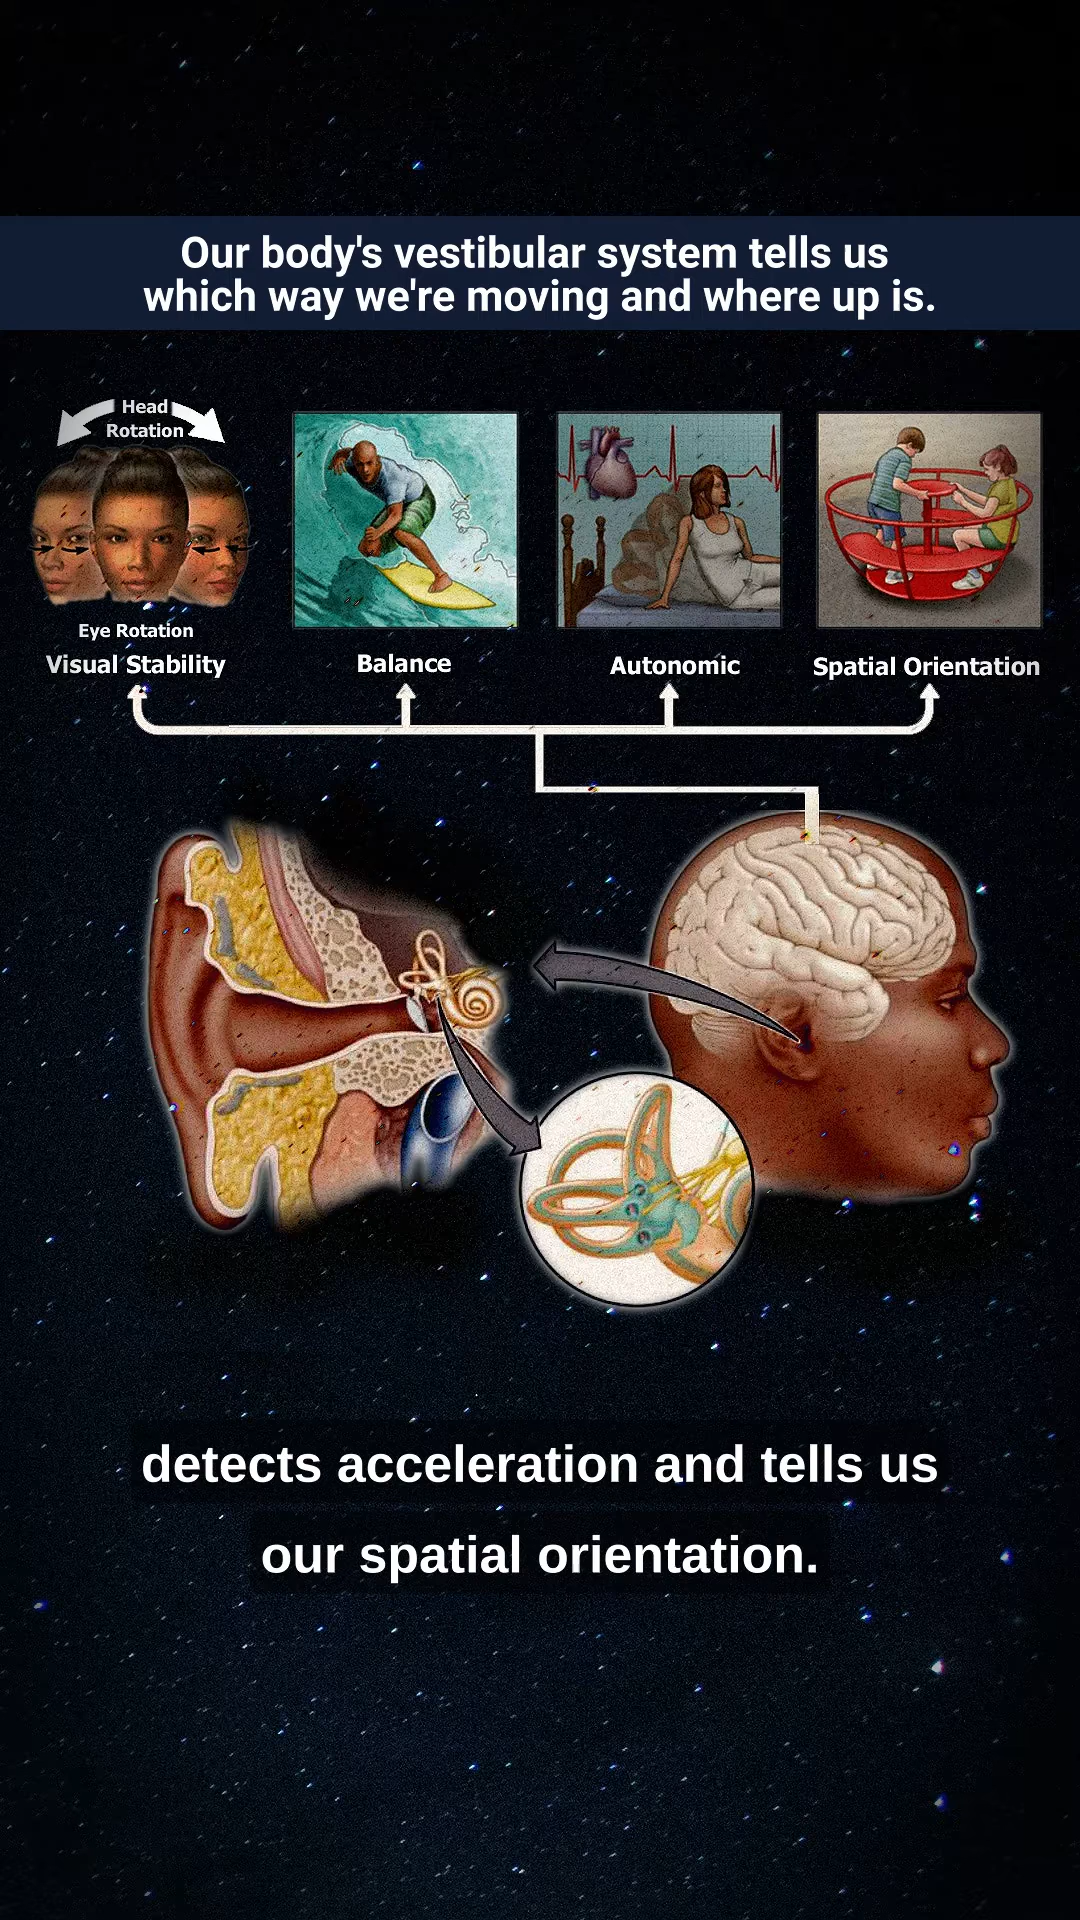 Our body's vestibular system tells us
which way we're moving and where up is.
Head
Rotation
Eye Rotation
Visual Stability
Balance
Autonomic
Spatial Orientation
detects acceleration and tells us
our spatial orientation.